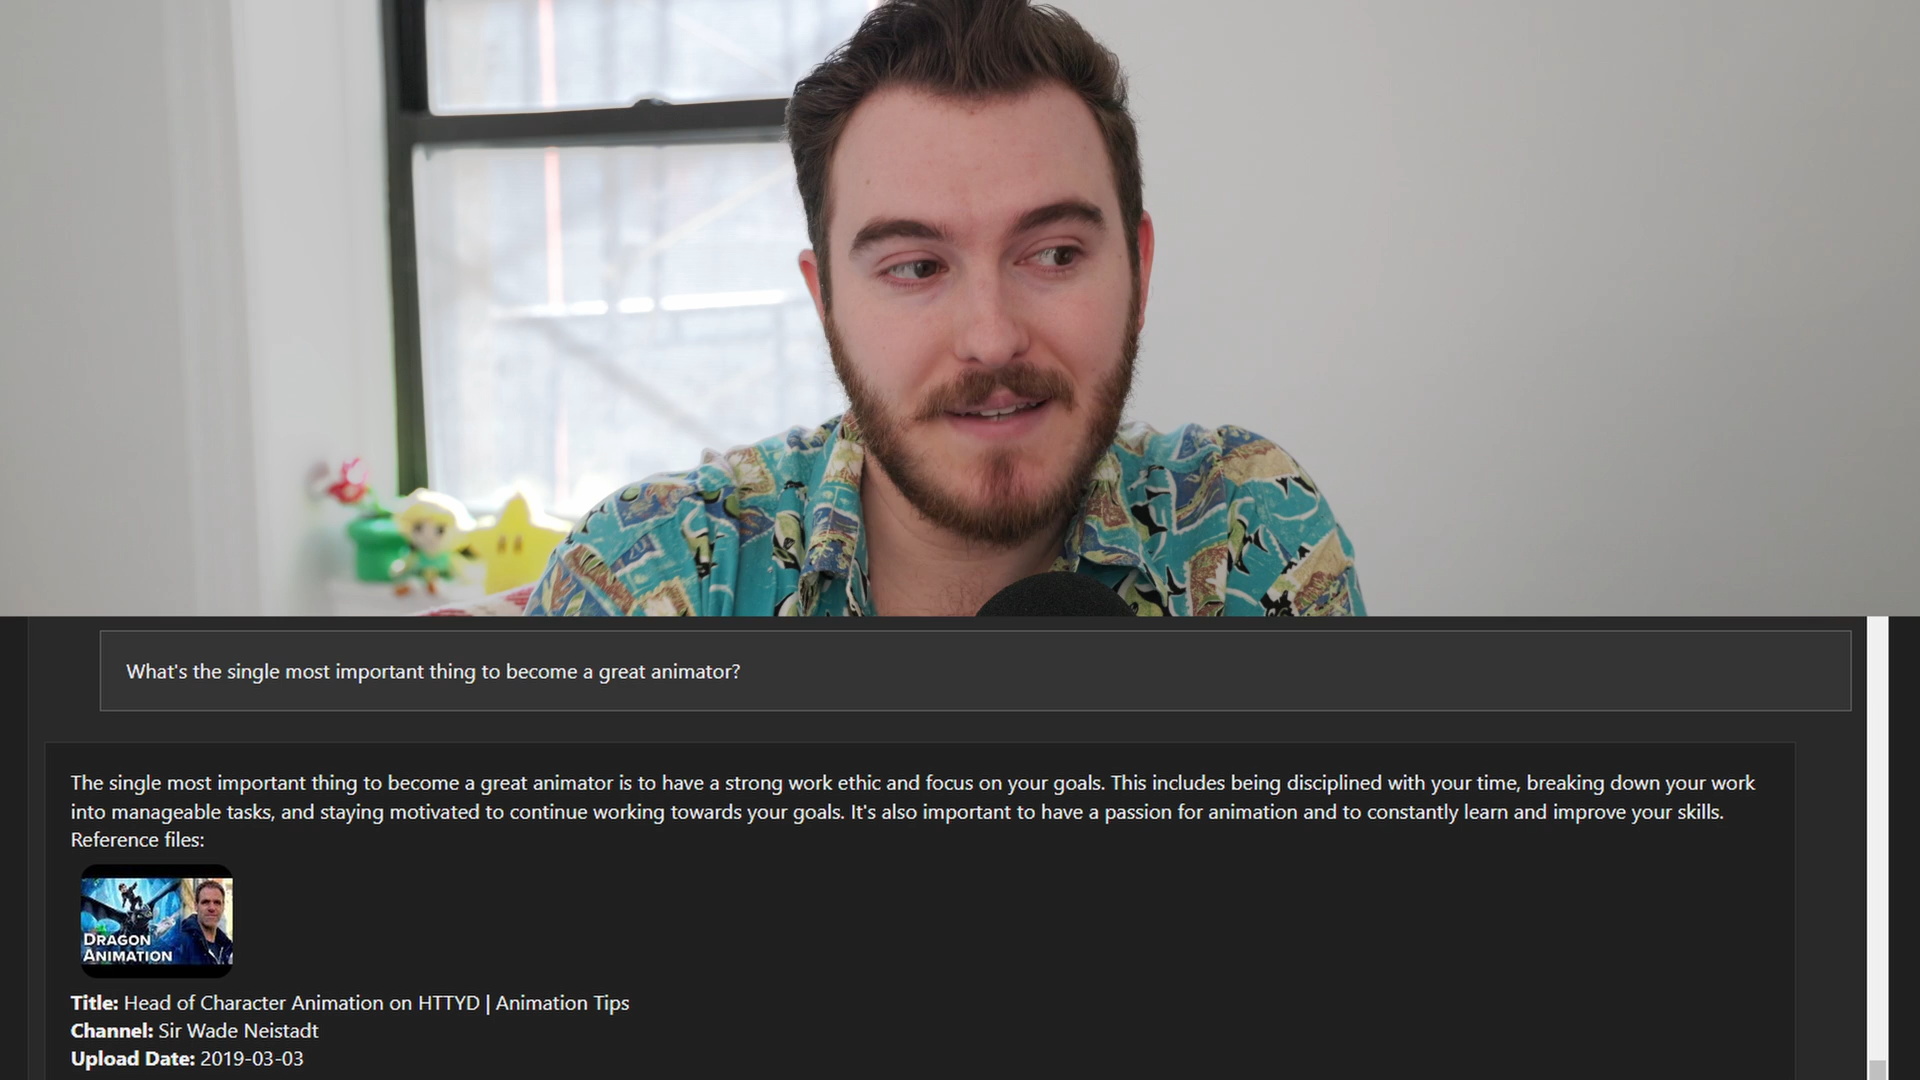 What's the single most important thing to become a great animator?
The single most important thing to become a great animator is to have a strong work ethic and focus on your goals. This includes being disciplined with your time, breaking down your work
into manageable tasks, and staying motivated to continue working towards your goals. It's also important to have a passion for animation and to constantly learn and improve your skills.
Reference files:
DRAGON
ANIMATION
Title: Head of Character Animation on HTTYD | Animation Tips
Channel: Sir Wade Neistadt
Upload Date: 2019-03-03